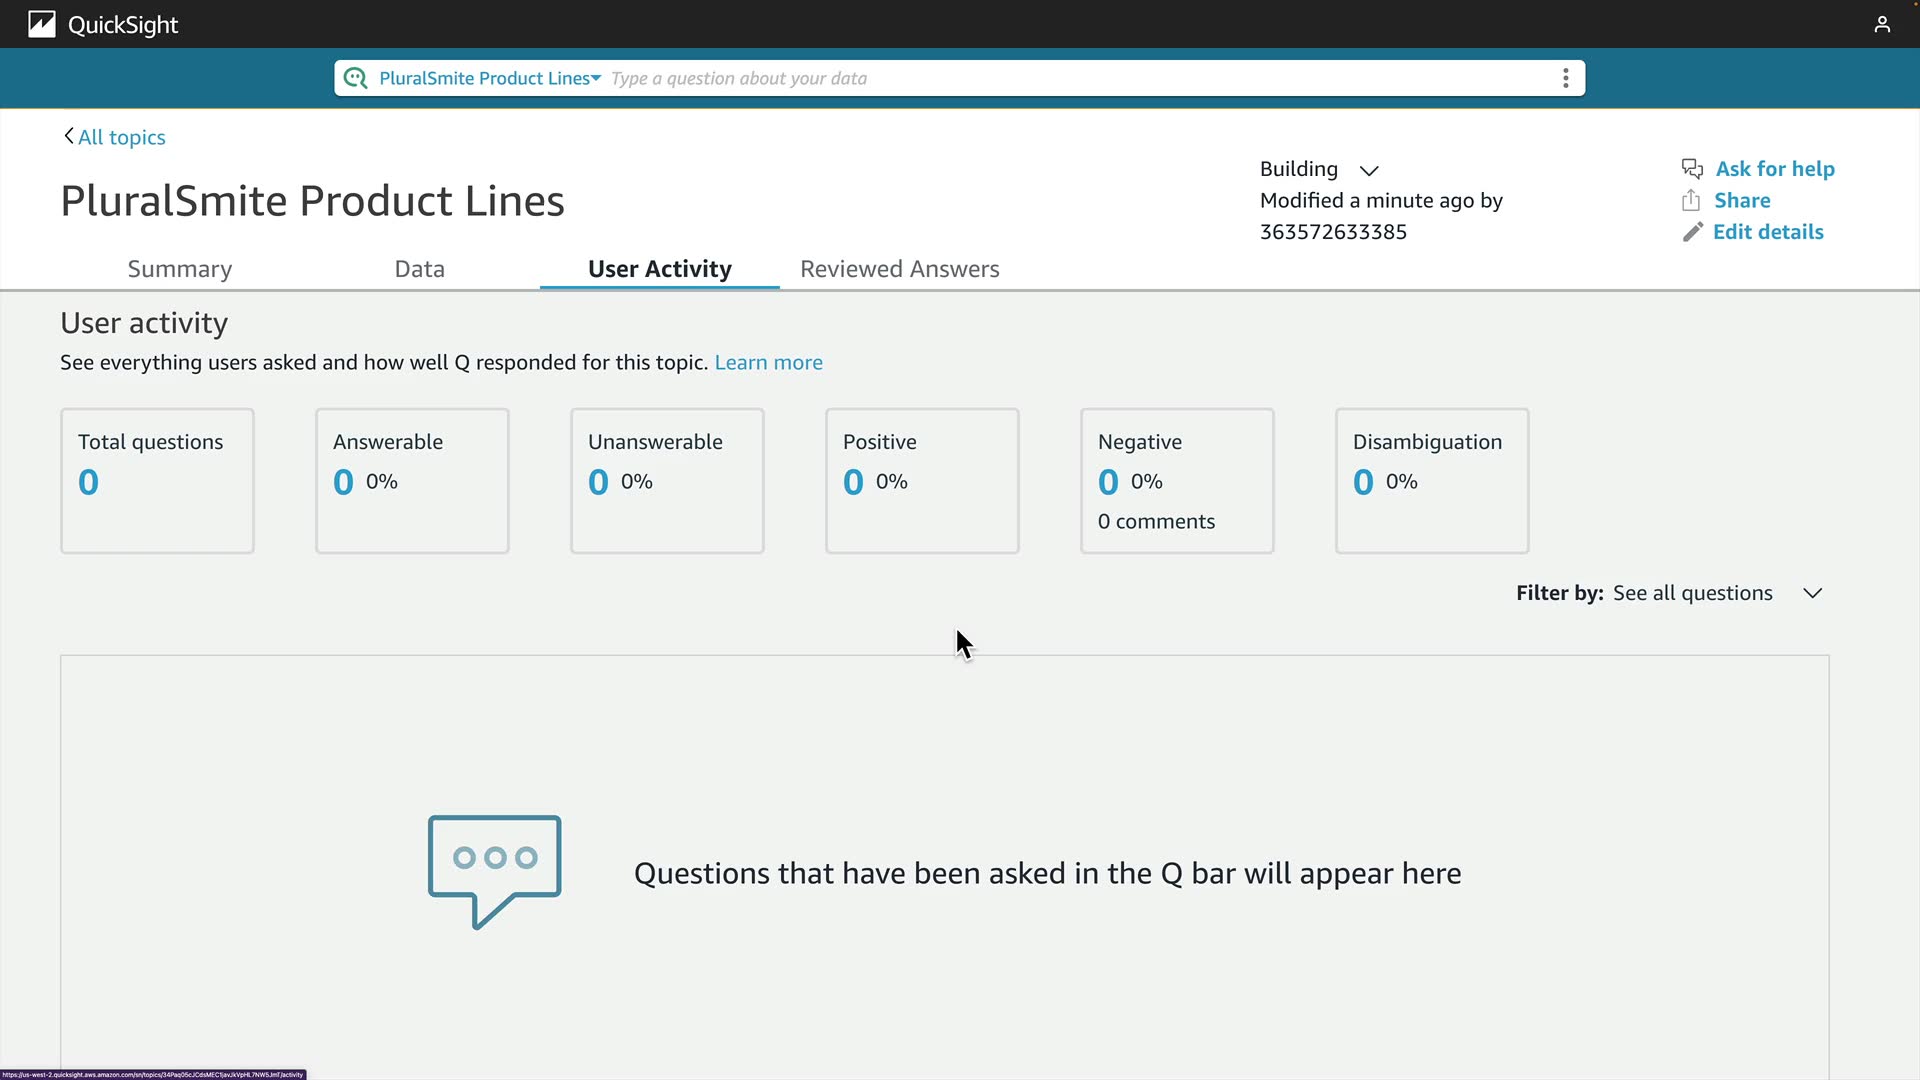 QuickSight
PluralSmite Product Lines Type a question about your data
All topics
PluralSmite Product Lines
Building
Modified a minute ago by
363572633385
Ask for help
Share
Edit details
Summary Data User Activity Reviewed Answers
User activity
See everything users asked and how well Q responded for this topic. Learn more
Total questions
0
Answerable
0 0%
Unanswerable
0 0%
Positive
0 0%
Negative
0 0%
0 comments
Disambiguation
0 0%
Filter by: See all questions
Questions that have been asked in the Q bar will appear here